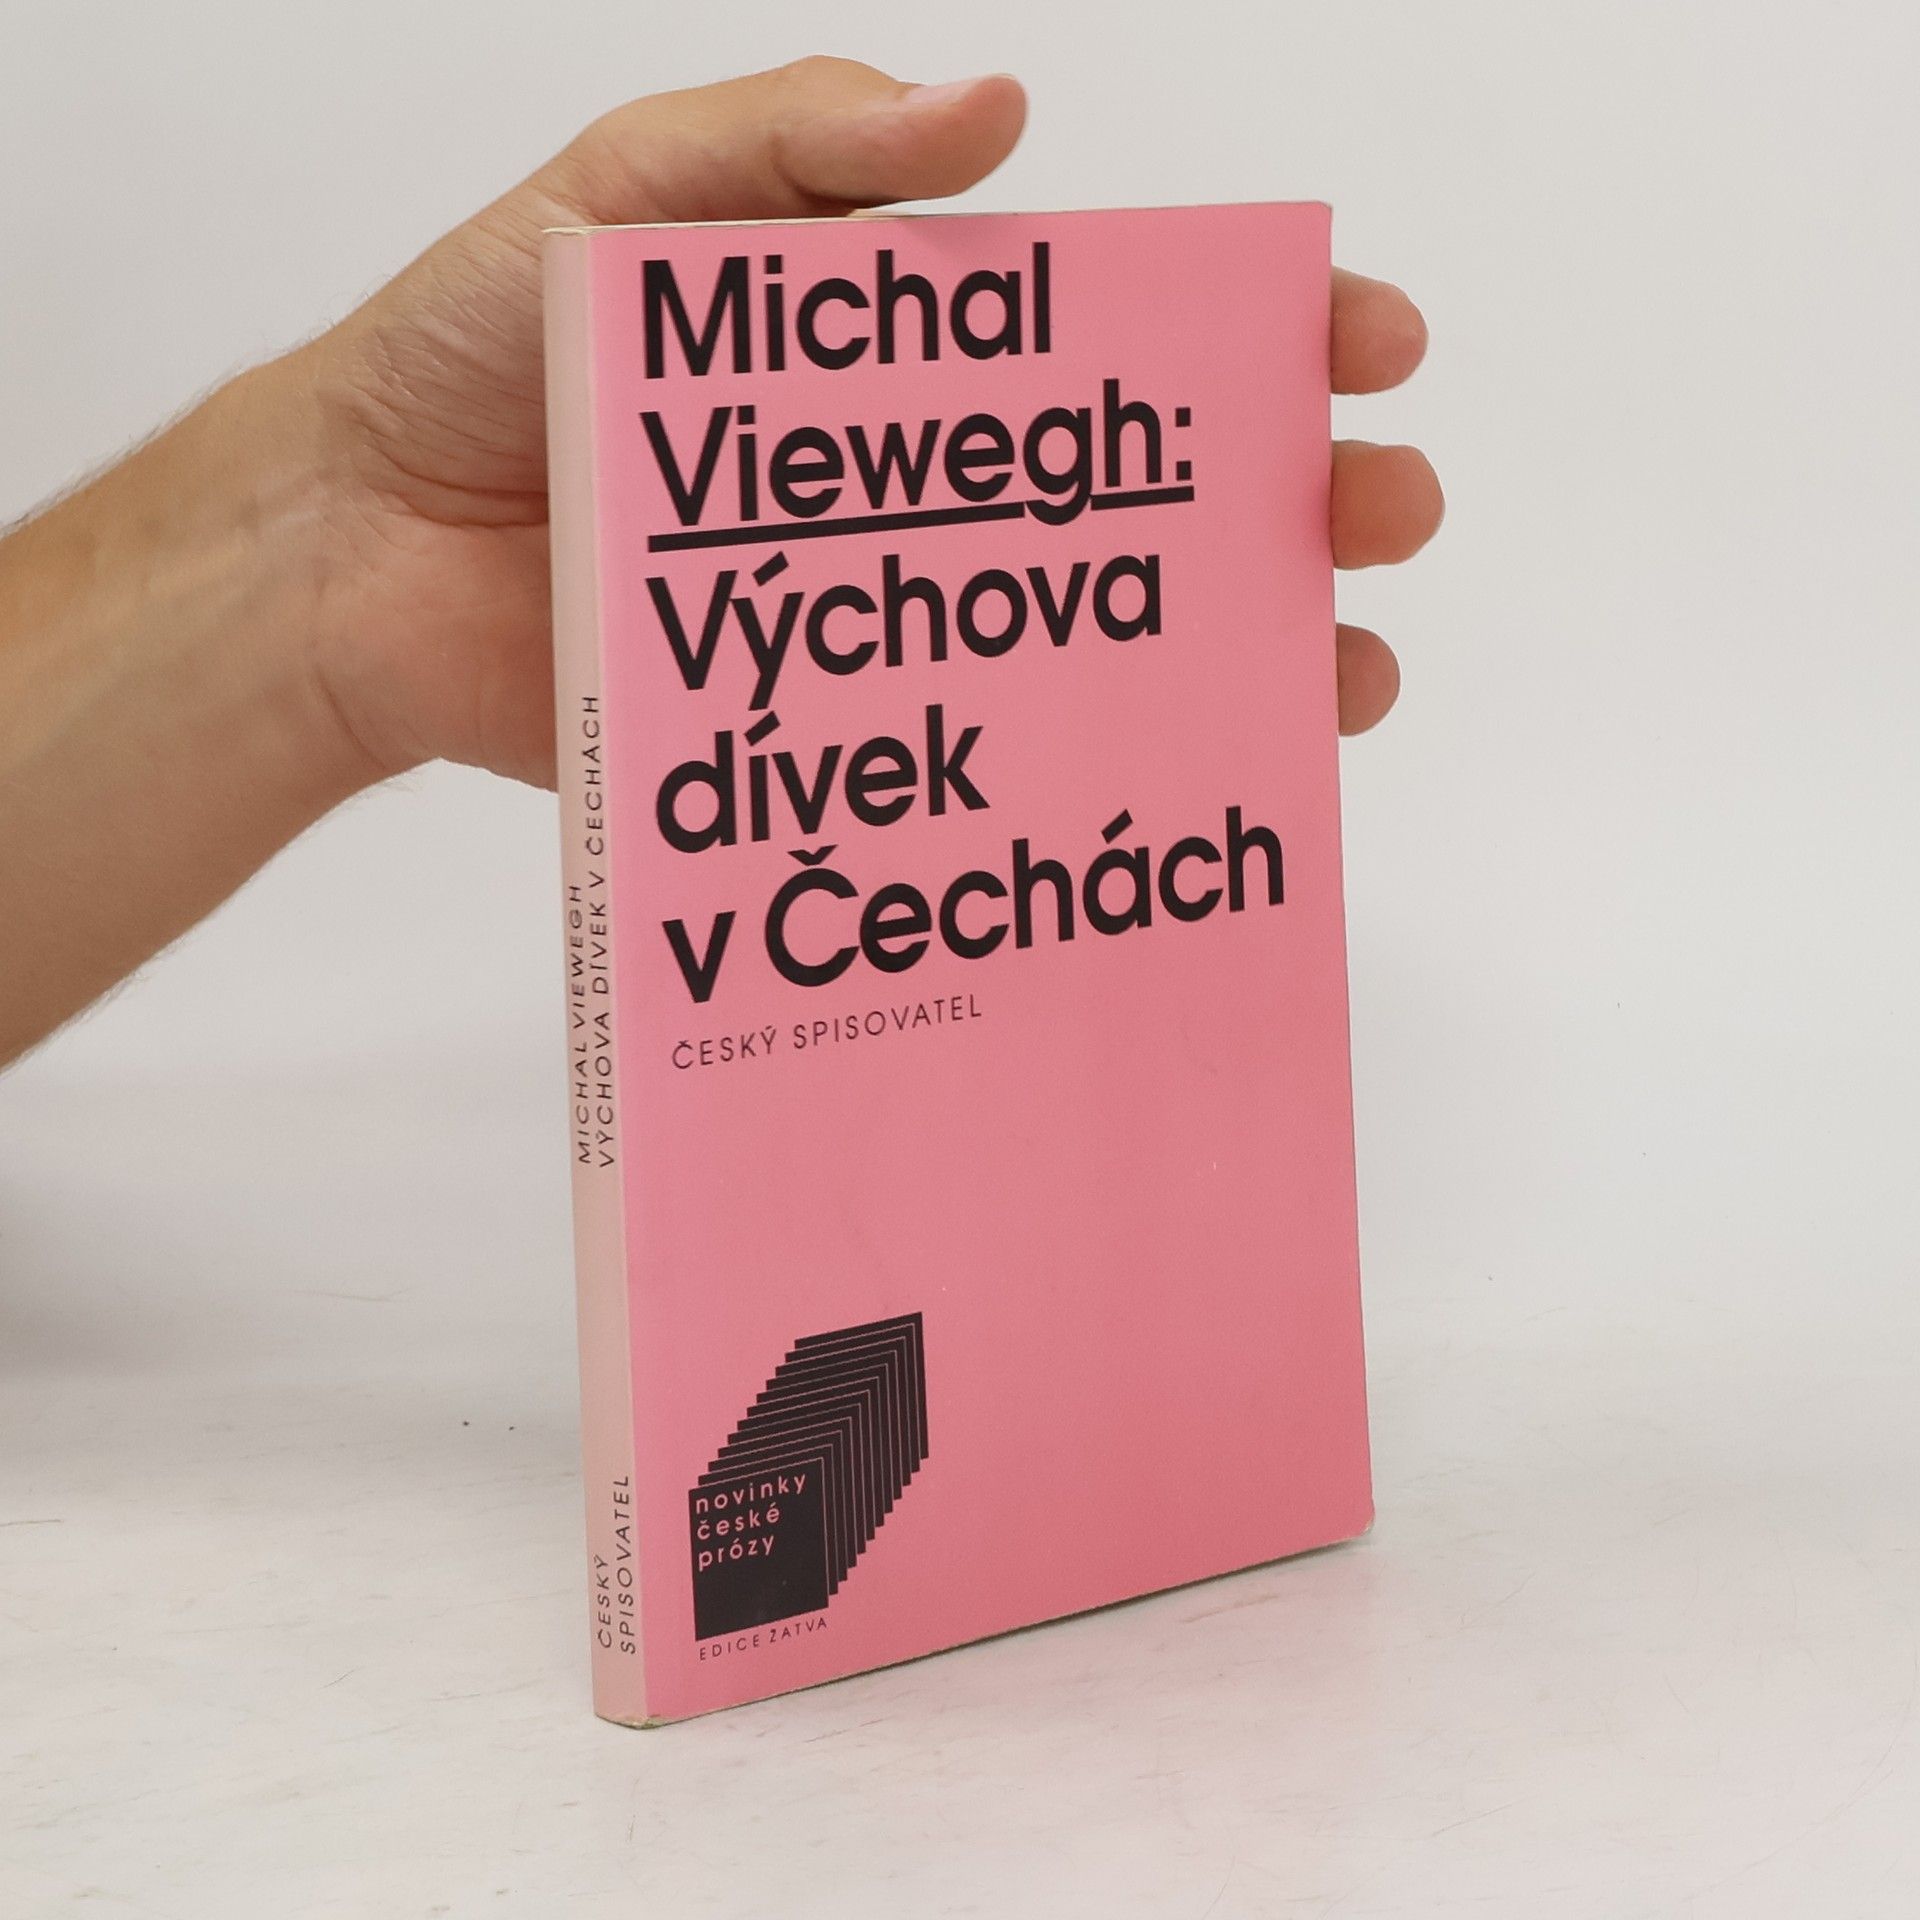 Michal
Viewegh:
Výchova
dívek
v Čechách
ČESKÝ SPISOVATEL
novinky
české
prózy
EDICE ŽATVA
MICHAL VIEWEGH
VÝCHOVA DÍVEK V ČECHÁCH
ČESKÝ
SPISOVATEL